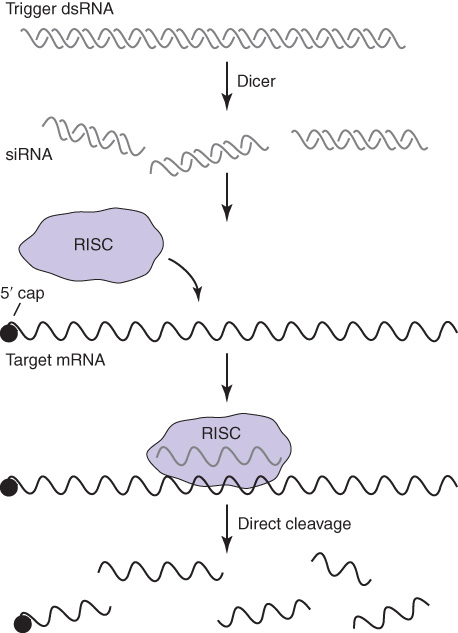 Trigger dsRNA
Dicer
siRNA
RISC
5′ cap
Target mRNA
RISC
Direct cleavage